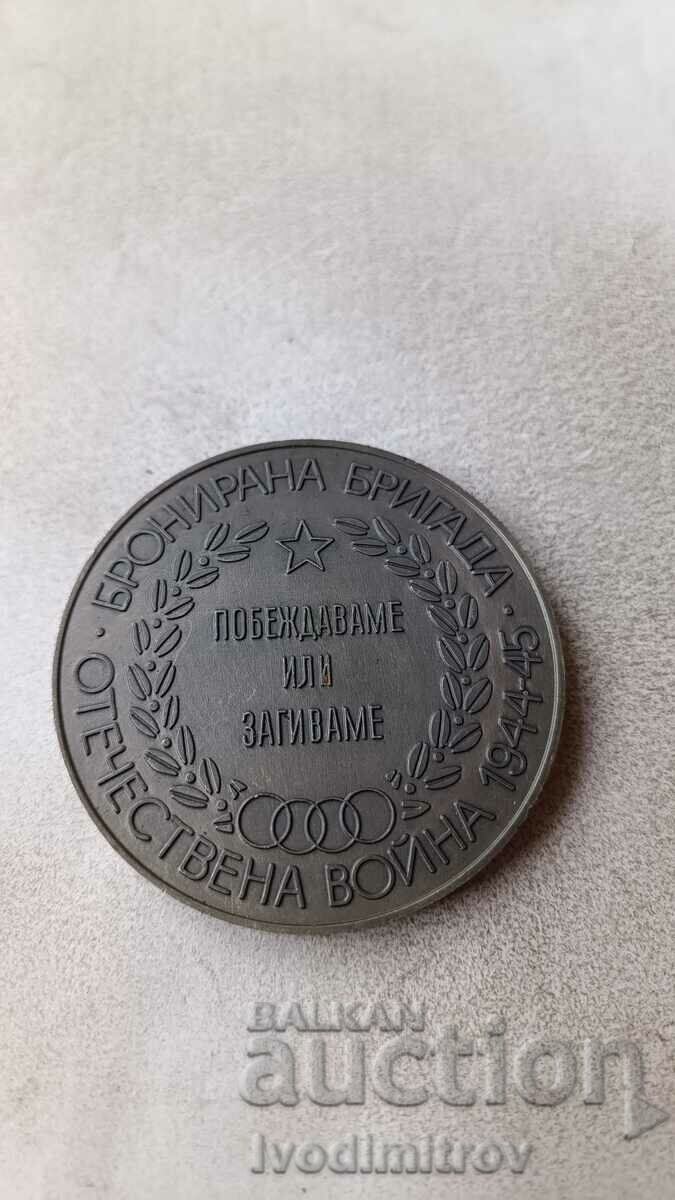 БРОНИРАНА БРИГАДА
ПОБЕЖДАВАМЕ
ИЛИ
ЗАГИВАМЕ
• ОТЕЧЕСТВЕНА ВОЙНА 1944-45 •
BALKAN
auction
Ivodimitrov